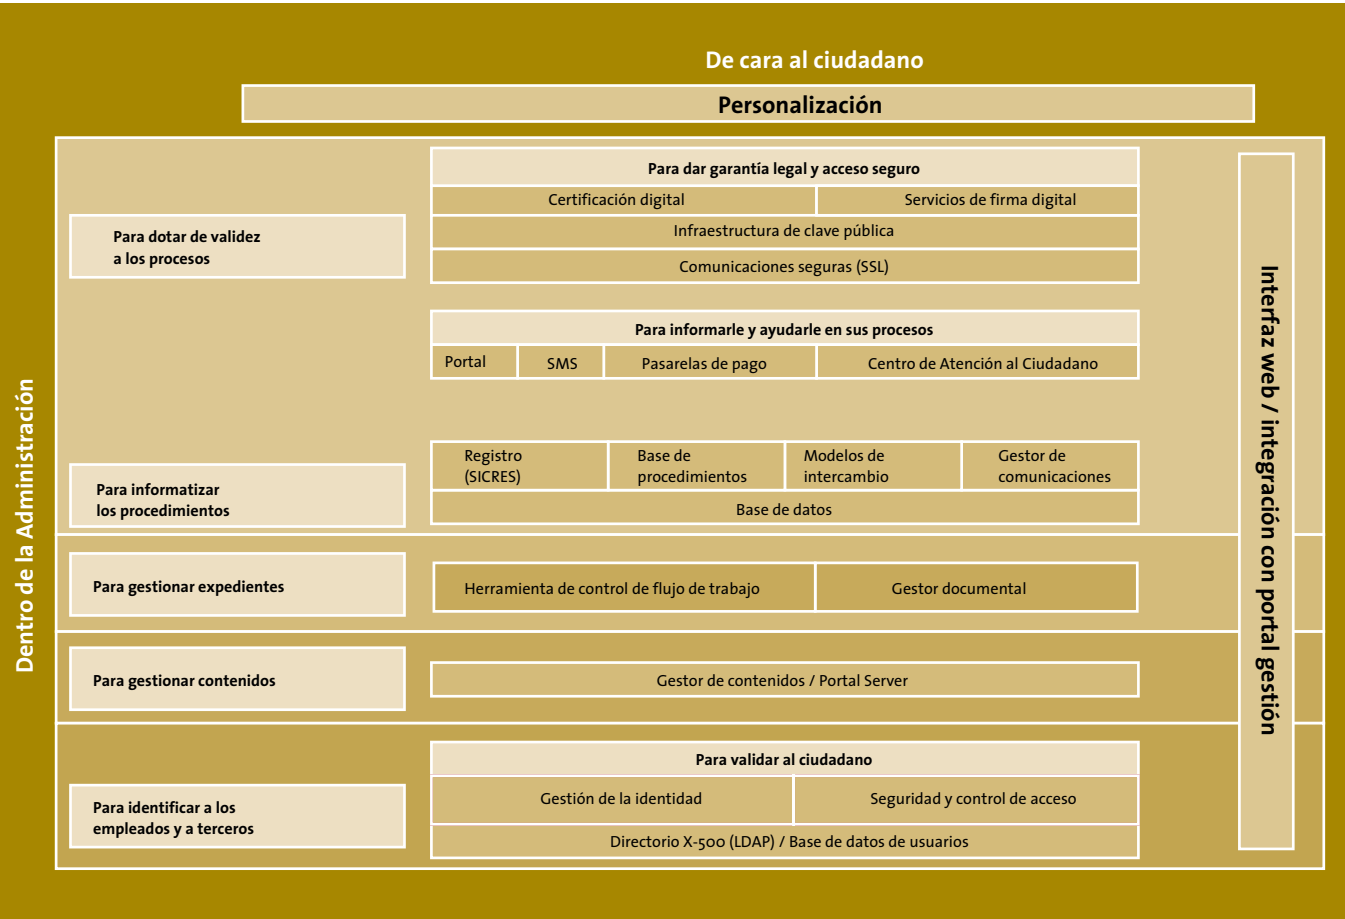 De cara al ciudadano
Personalización
Dentro de la Administración
Para dar garantía legal y acceso seguro
Certificación digital
Servicios de firma digital
Para dotar de validez
a los procesos
Infraestructura de clave pública
Comunicaciones seguras (SSL)
Para informarle y ayudarle en sus procesos
Portal
SMS
Pasarelas de pago
Centro de Atención al Ciudadano
Para informatizar
los procedimientos
Registro
(SICRES)
Base de
procedimientos
Modelos de
intercambio
Gestor de
comunicaciones
Base de datos
Para gestionar expedientes
Herramienta de control de flujo de trabajo
Gestor documental
Para gestionar contenidos
Gestor de contenidos / Portal Server
Para identificar a los
empleados y a terceros
Para validar al ciudadano
Gestión de la identidad
Seguridad y control de acceso
Directorio X-500 (LDAP) / Base de datos de usuarios
Interfaz web / integración con portal gestión